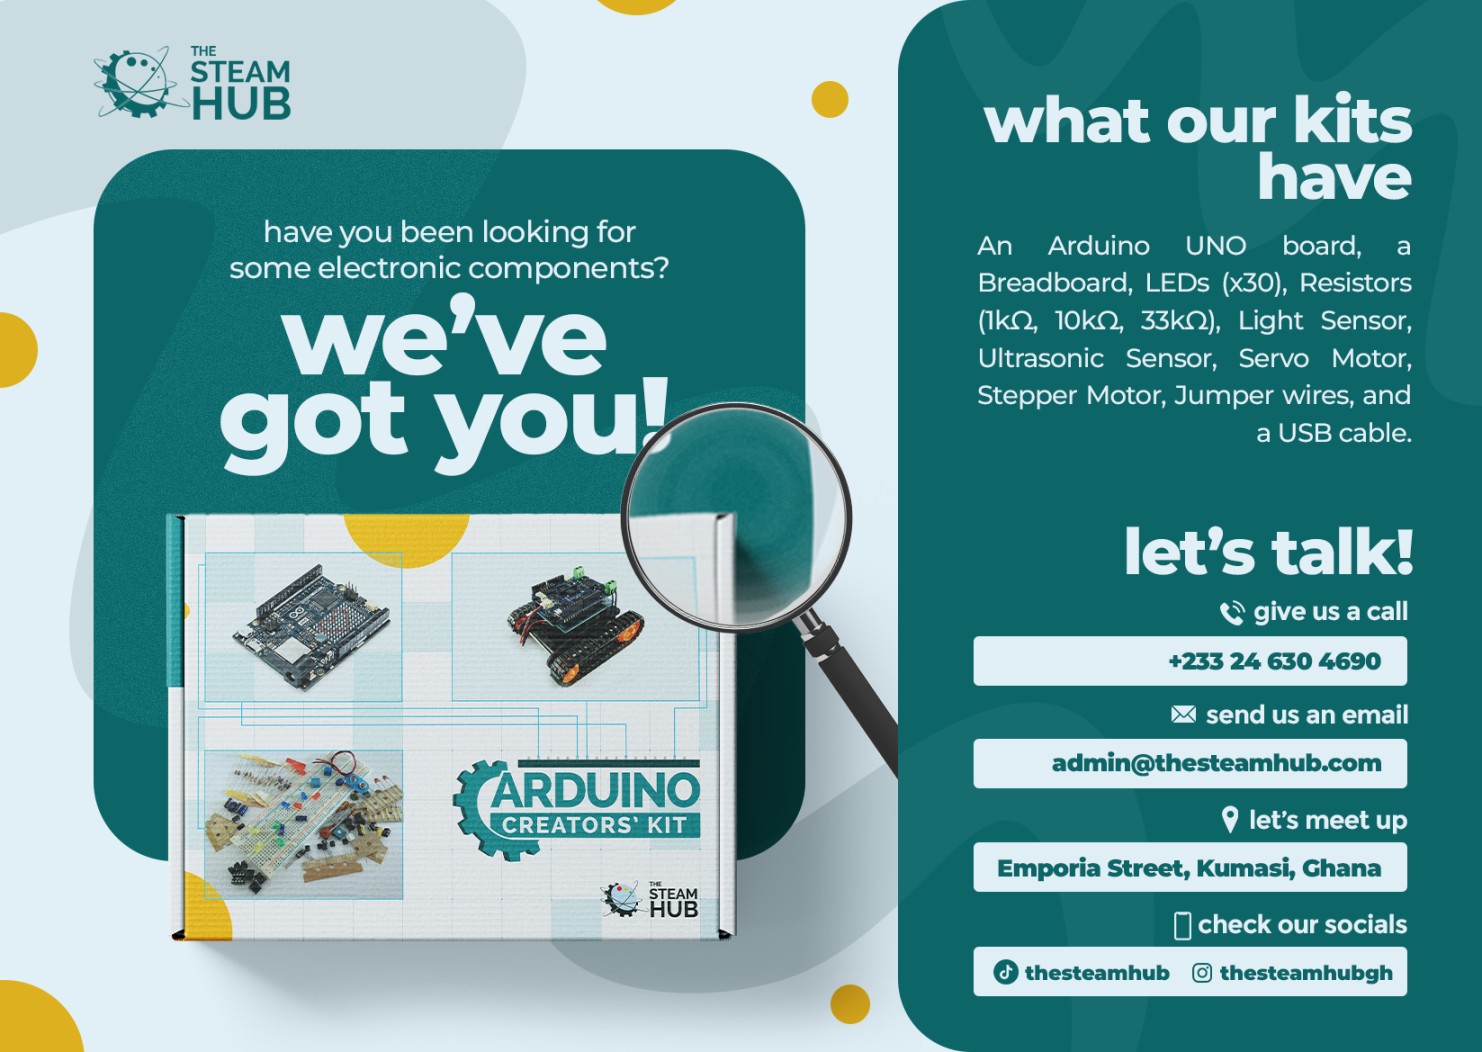 THE
STEAM
HUB
have you been looking for
some electronic components?
we've
got you!
ARDUINO
CREATORS' KIT
THE
STEAM
HUB
what our kits
have
An Arduino UNO board, a
Breadboard, LEDs (x30), Resistors
(1kΩ, 10kΩ, 33kΩ), Light Sensor,
Ultrasonic Sensor, Servo Motor,
Stepper Motor, Jumper wires, and
a USB cable.
let's talk!
give us a call
+233 24 630 4690
send us an email
admin@thesteamhub.com
let's meet up
Emporia Street, Kumasi, Ghana
check our socials
thesteamhub thesteamhubgh